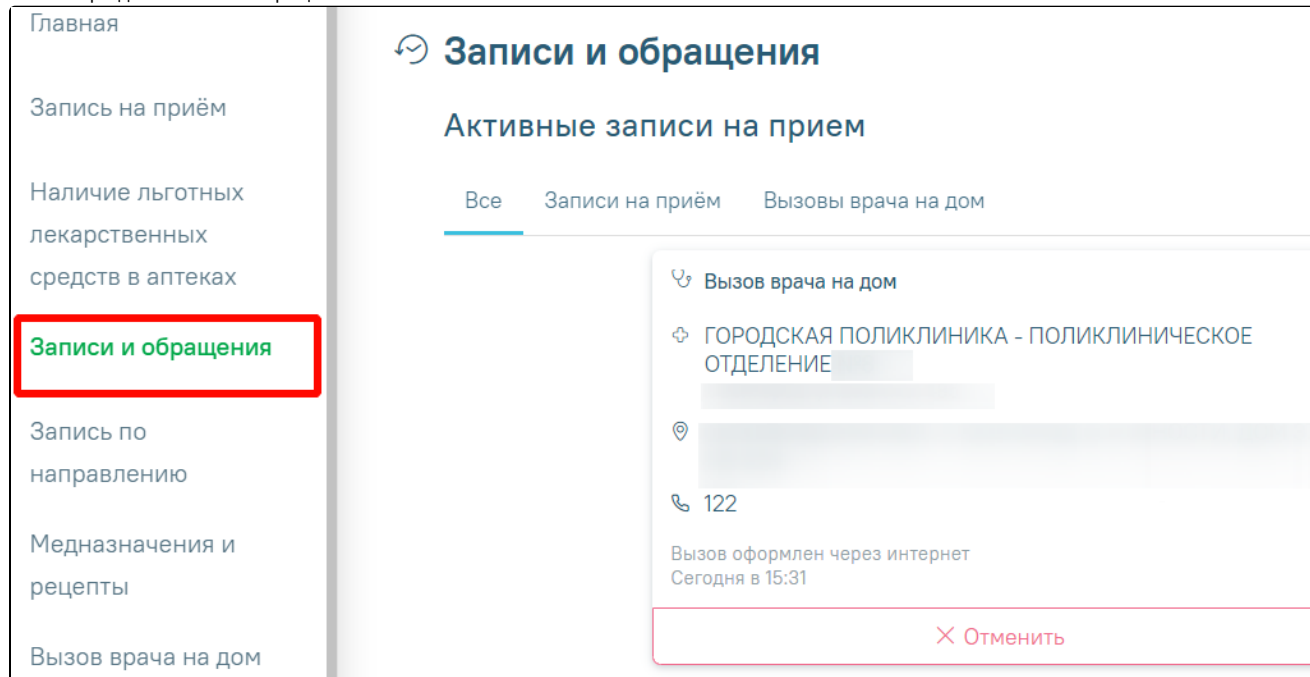 Главная
Запись на приём
Наличие льготных
лекарственных
средств в аптеках
Записи и обращения
Запись по
направлению
Медназначения и
рецепты
Вызов врача на дом
Записи и обращения
Активные записи на прием
Все Записи на приём Вызовы врача на дом
Вызов врача на дом
ГОРОДСКАЯ ПОЛИКЛИНИКА - ПОЛИКЛИНИЧЕСКОЕ
ОТДЕЛЕНИЕ
122
Вызов оформлен через интернет
Сегодня в 15:31
Отменить